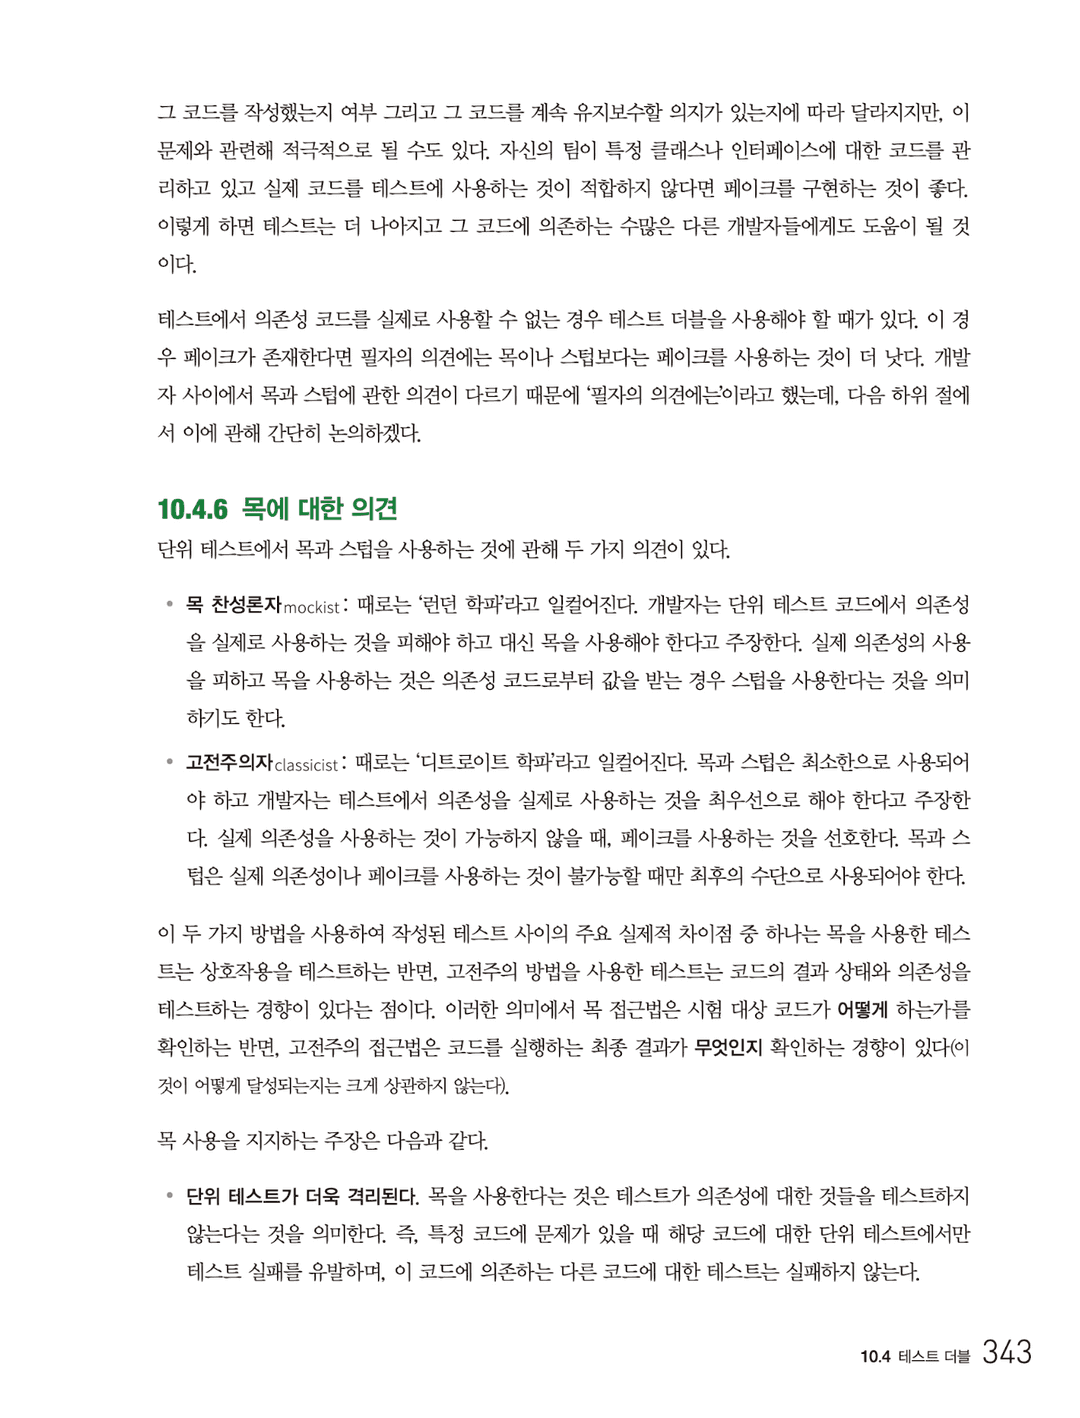 그 코드를 작성했는지 여부 그리고 그 코드를 계속 유지보수할 의지가 있는지에 따라 달라지지만, 이
문제와 관련해 적극적으로 될 수도 있다. 자신의 팀이 특정 클래스나 인터페이스에 대한 코드를 관
리하고 있고 실제 코드를 테스트에 사용하는 것이 적합하지 않다면 페이크를 구현하는 것이 좋다.
이렇게 하면 테스트는 더 나아지고 그 코드에 의존하는 수많은 다른 개발자들에게도 도움이 될 것
이다.
테스트에서 의존성 코드를 실제로 사용할 수 없는 경우 테스트 더블을 사용해야 할 때가 있다. 이 경
우 페이크가 존재한다면 필자의 의견에는 목이나 스텁보다는 페이크를 사용하는 것이 더 낫다. 개발
자 사이에서 목과 스텁에 관한 의견이 다르기 때문에 ‘필자의 의견에는’이라고 했는데, 다음 하위 절에
서 이에 관해 간단히 논의하겠다.
10.4.6 목에 대한 의견
단위 테스트에서 목과 스텁을 사용하는 것에 관해 두 가지 의견이 있다.
• 목 찬성론자mockist: 때로는 ‘런던 학파’라고 일컬어진다. 개발자는 단위 테스트 코드에서 의존성
을 실제로 사용하는 것을 피해야 하고 대신 목을 사용해야 한다고 주장한다. 실제 의존성의 사용
을 피하고 목을 사용하는 것은 의존성 코드로부터 값을 받는 경우 스텁을 사용한다는 것을 의미
하기도 한다.
• 고전주의자classicist: 때로는 ‘디트로이트 학파’라고 일컬어진다. 목과 스텁은 최소한으로 사용되어
야 하고 개발자는 테스트에서 의존성을 실제로 사용하는 것을 최우선으로 해야 한다고 주장한
다. 실제 의존성을 사용하는 것이 가능하지 않을 때, 페이크를 사용하는 것을 선호한다. 목과 스
텁은 실제 의존성이나 페이크를 사용하는 것이 불가능할 때만 최후의 수단으로 사용되어야 한다.
이 두 가지 방법을 사용하여 작성된 테스트 사이의 주요 실제적 차이점 중 하나는 목을 사용한 테스
트는 상호작용을 테스트하는 반면, 고전주의 방법을 사용한 테스트는 코드의 결과 상태와 의존성을
테스트하는 경향이 있다는 점이다. 이러한 의미에서 목 접근법은 시험 대상 코드가 어떻게 하는가를
확인하는 반면, 고전주의 접근법은 코드를 실행하는 최종 결과가 무엇인지 확인하는 경향이 있다(이
것이 어떻게 달성되는지는 크게 상관하지 않는다).
목 사용을 지지하는 주장은 다음과 같다.
• 단위 테스트가 더욱 격리된다. 목을 사용한다는 것은 테스트가 의존성에 대한 것들을 테스트하지
않는다는 것을 의미한다. 즉, 특정 코드에 문제가 있을 때 해당 코드에 대한 단위 테스트에서만
테스트 실패를 유발하며, 이 코드에 의존하는 다른 코드에 대한 테스트는 실패하지 않는다.
10.4 테스트 더블 343